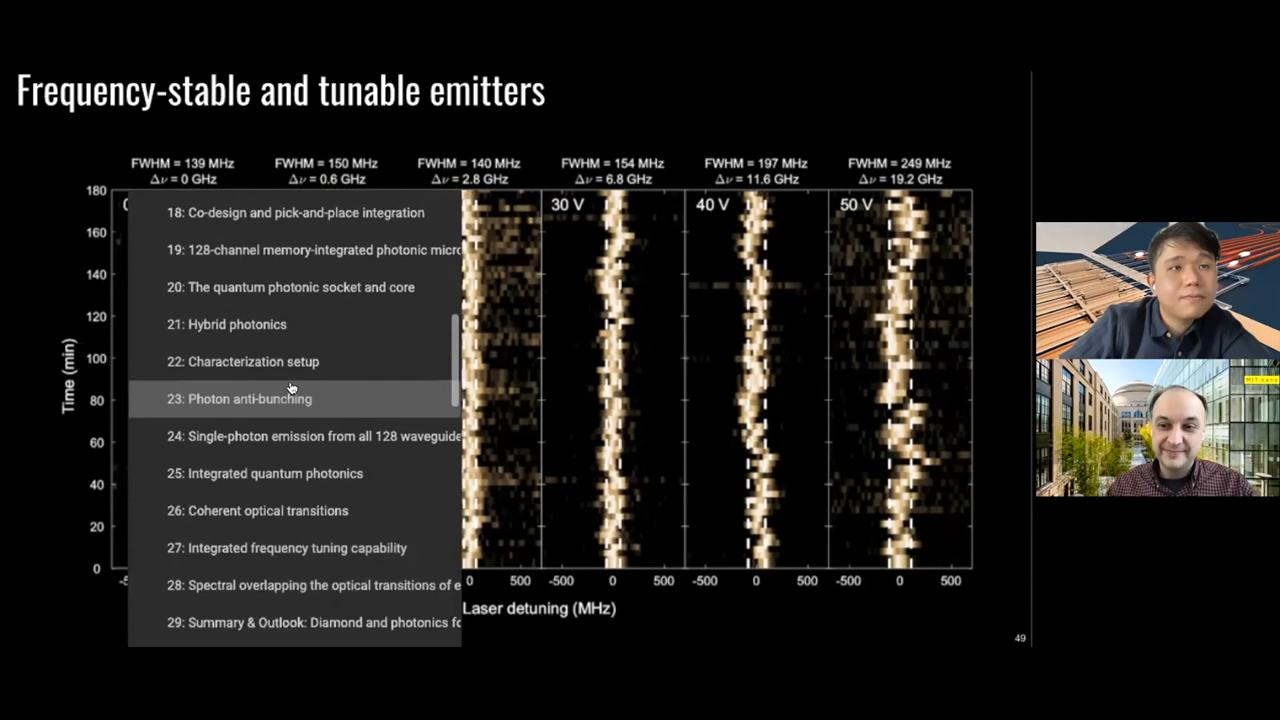 Frequency-stable and tunable emitters
FWHM = 139 MHz FWHM = 150 MHz FWHM = 140 MHz FWHM = 154 MHz FWHM = 197 MHz FWHM = 249 MHz
Δν = 0 GHz Δν = 0.6 GHz Δν = 2.8 GHz Δν = 6.8 GHz Δν = 11.6 GHz Δν = 19.2 GHz
180
160
140
120
100
80
60
40
20
0
Time (min)
30 V 40 V 50 V
18: Co-design and pick-and-place integration
19: 128-channel memory-integrated photonic micro
20: The quantum photonic socket and core
21: Hybrid photonics
22: Characterization setup
23: Photon anti-bunching
24: Single-photon emission from all 128 waveguide
25: Integrated quantum photonics
26: Coherent optical transitions
27: Integrated frequency tuning capability
28: Spectral overlapping the optical transitions of e
29: Summary & Outlook: Diamond and photonics fo
0 500 -500 0 500 -500 0 500 -500 0 500
Laser detuning (MHz)
49
MIT.nano